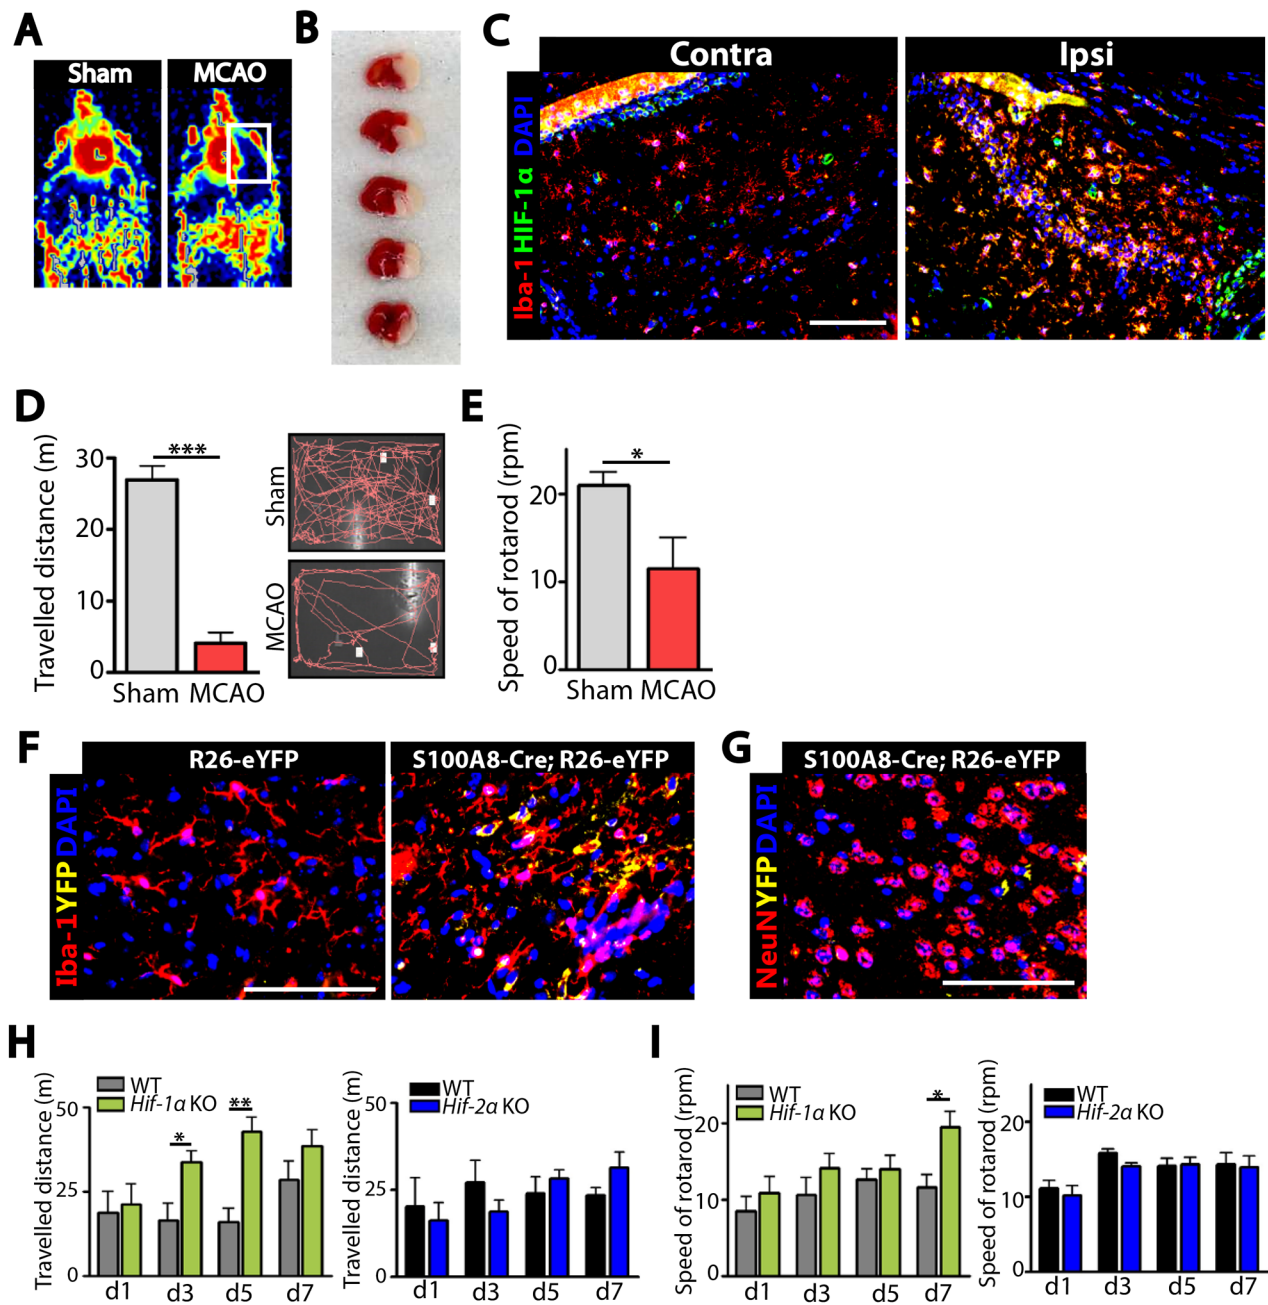 A
Sham
MCAO
B
C
Contra
Ipsi
Iba-1 HIF-1α DAPI
D
Travelled distance (m)
30
20
10
0
***
Sham MCAO
Sham
MCAO
E
Speed of rotarod (rpm)
20
10
0
*
Sham MCAO
F
R26-eYFP
S100A8-Cre; R26-eYFP
Iba-1 YFP DAPI
G
S100A8-Cre; R26-eYFP
NeuN YFP DAPI
H
Travelled distance (m)
50
25
0
WT
Hif-1α KO
*
**
d1 d3 d5 d7
Travelled distance (m)
50
25
0
WT
Hif-2α KO
d1 d3 d5 d7
I
Speed of rotarod (rpm)
20
10
0
WT
Hif-1α KO
*
d1 d3 d5 d7
Speed of rotarod (rpm)
20
10
0
WT
Hif-2α KO
d1 d3 d5 d7